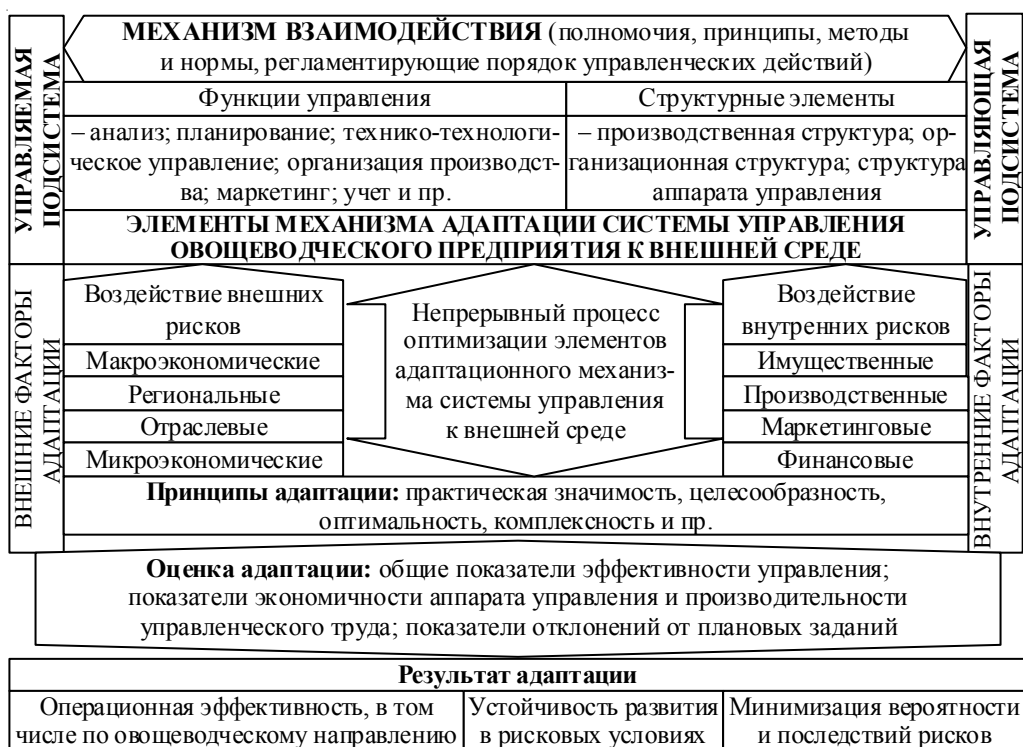 УПРАВЛЯЕМАЯ
ПОДСИСТЕМА
МЕХАНИЗМ ВЗАИМОДЕЙСТВИЯ (полномочия, принципы, методы
и нормы, регламентирующие порядок управленческих действий)
УПРАВЛЯЮЩАЯ
ПОДСИСТЕМА
Функции управления
– анализ; планирование; технико-технологи-
ческое управление; организация производст-
ва; маркетинг; учет и пр.
Структурные элементы
– производственная структура; ор-
ганизационная структура; структура
аппарата управления
ЭЛЕМЕНТЫ МЕХАНИЗМА АДАПТАЦИИ СИСТЕМЫ УПРАВЛЕНИЯ
ОВОЩЕВОДЧЕСКОГО ПРЕДПРИЯТИЯ К ВНЕШНЕЙ СРЕДЕ
ВНЕШНИЕ ФАКТОРЫ
АДАПТАЦИИ
Воздействие внешних
рисков
Макроэкономические
Региональные
Отраслевые
Микроэкономические
Непрерывный процесс
оптимизации элементов
адаптационного механиз-
ма системы управления
к внешней среде
Воздействие
внутренних рисков
Имущественные
Производственные
Маркетинговые
Финансовые
ВНУТРЕННИЕ ФАКТОРЫ
АДАПТАЦИИ
Принципы адаптации: практическая значимость, целесообразность,
оптимальность, комплексность и пр.
Оценка адаптации: общие показатели эффективности управления;
показатели экономичности аппарата управления и производительности
управленческого труда; показатели отклонений от плановых заданий
Результат адаптации
Операционная эффективность, в том
числе по овощеводческому направлению
Устойчивость развития
в рисковых условиях
Минимизация вероятности
и последствий рисков